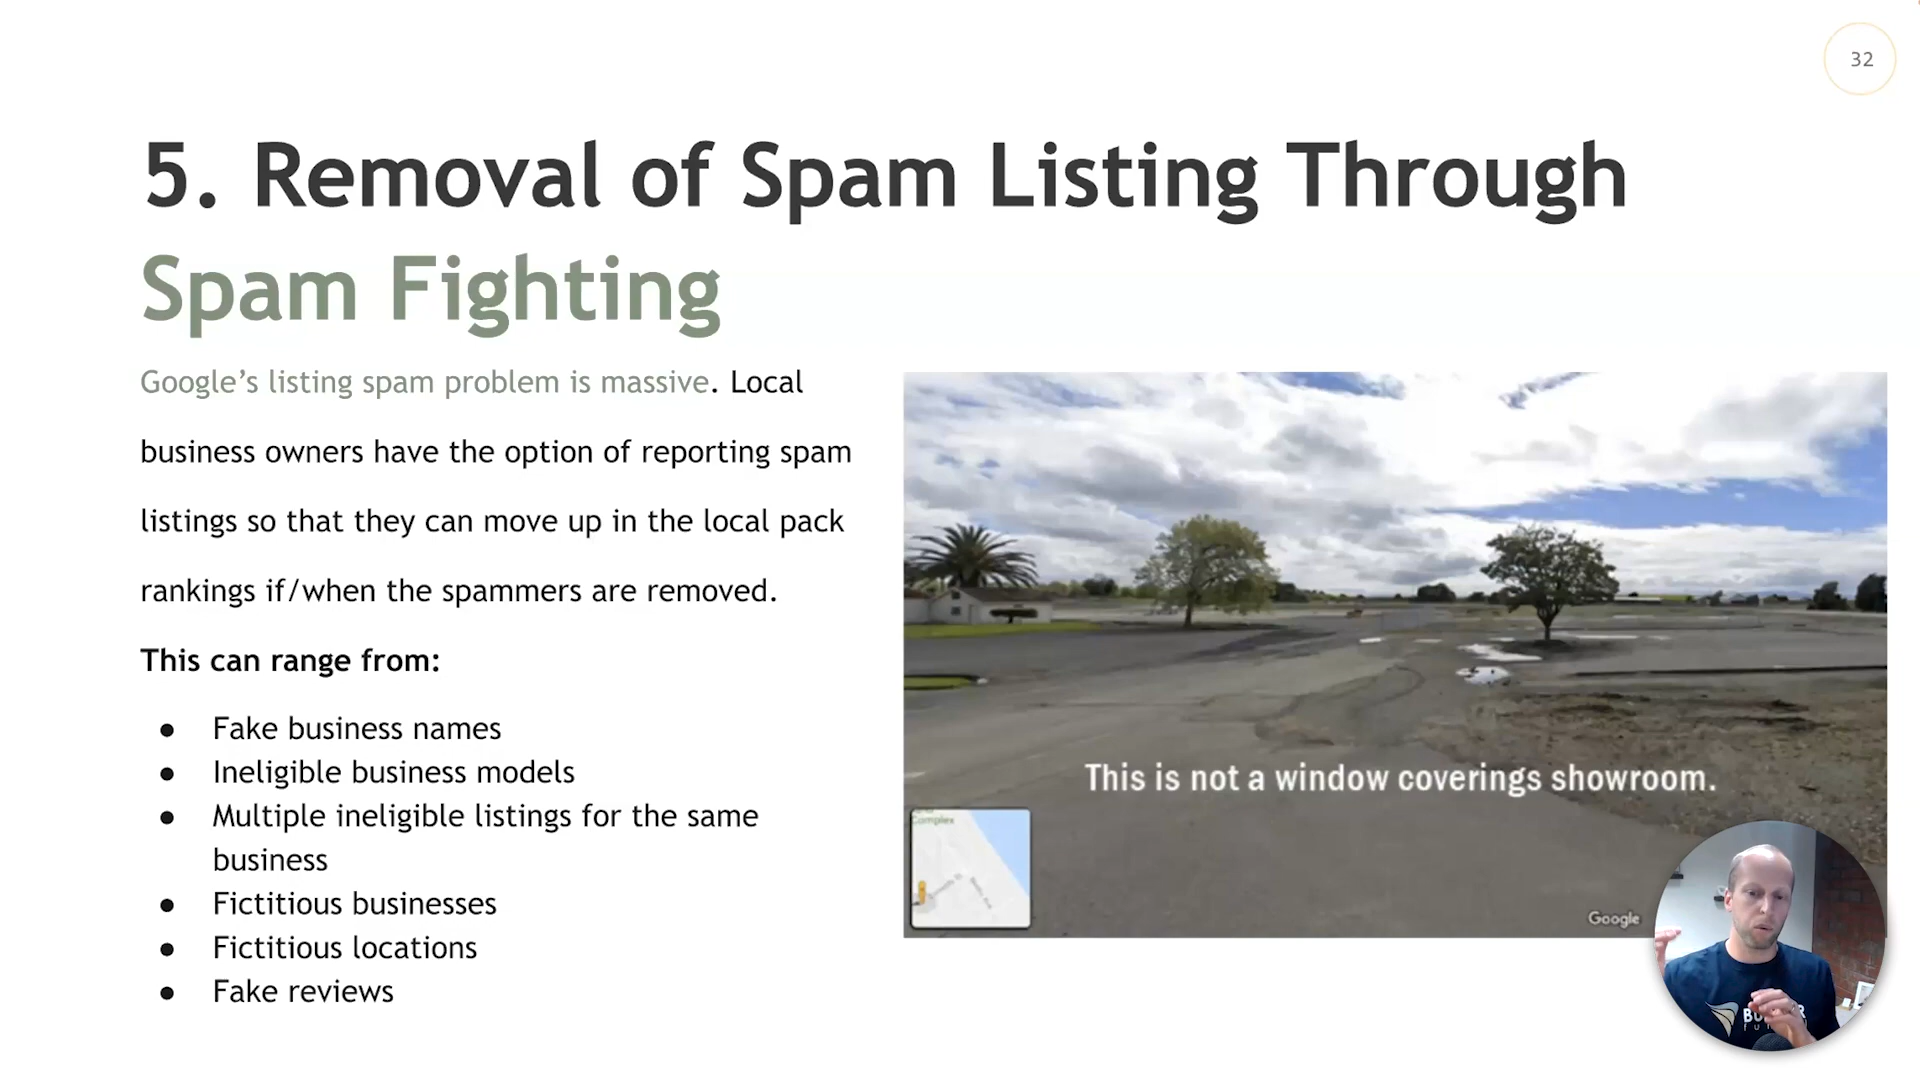 32
5. Removal of Spam Listing Through
Spam Fighting
Google’s listing spam problem is massive. Local
business owners have the option of reporting spam
listings so that they can move up in the local pack
rankings if/when the spammers are removed.
This can range from:
● Fake business names
● Ineligible business models
● Multiple ineligible listings for the same
business
● Fictitious businesses
● Fictitious locations
● Fake reviews
This is not a window coverings showroom.
Complex
Google